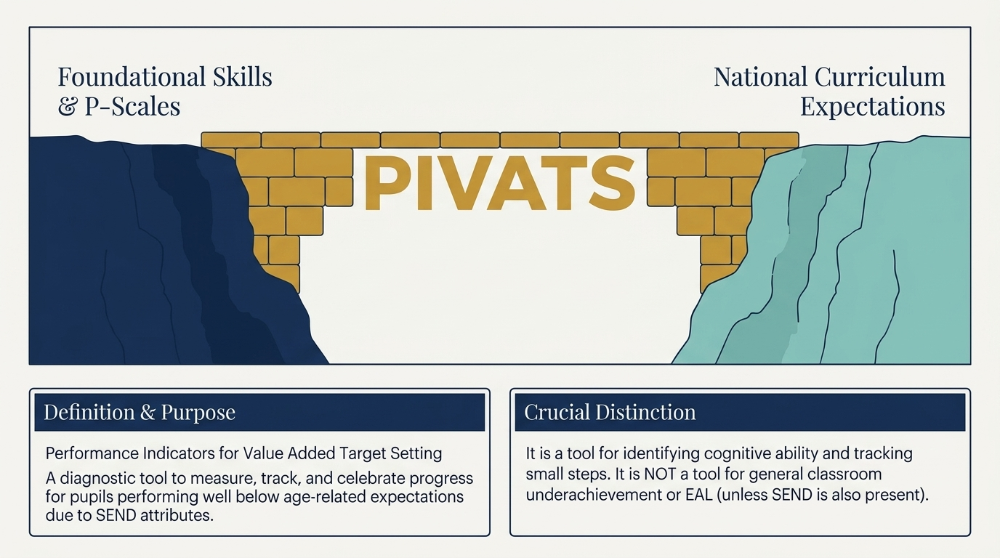 Foundational Skills
& P-Scales
National Curriculum
Expectations
PIVATS
Definition & Purpose
Performance Indicators for Value Added Target Setting
A diagnostic tool to measure, track, and celebrate progress
for pupils performing well below age-related expectations
due to SEND attributes.
Crucial Distinction
It is a tool for identifying cognitive ability and tracking
small steps. It is NOT a tool for general classroom
underachievement or EAL (unless SEND is also present).